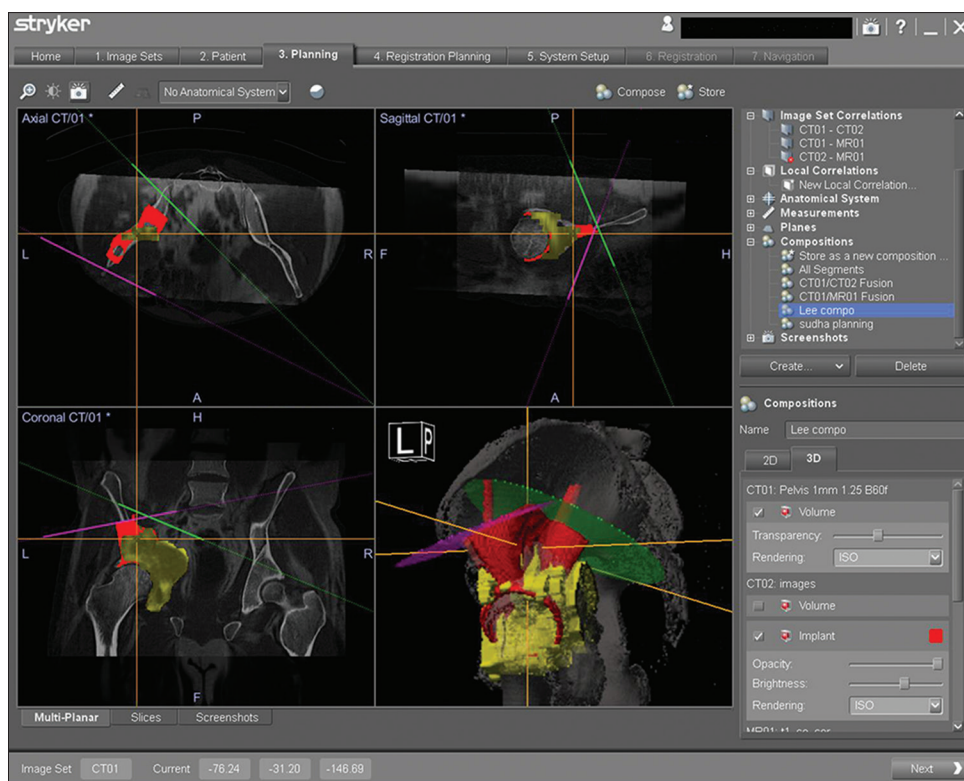 stryker
?
Home 1. Image Sets 2. Patient 3. Planning 4. Registration Planning 5. System Setup 6. Registration 7. Navigation
No Anatomical System Compose Store
Axial CT/01 * P
L R
A
Sagittal CT/01 * P
F H
A
Coronal CT/01 * H
L R
F
L P
Multi-Planar Slices Screenshots
Image Set Correlations
CT01 - CT02
CT01 - MR01
CT02 - MR01
Local Correlations
New Local Correlation...
Anatomical System
Measurements
Planes
Compositions
Store as a new composition ...
All Segments
CT01/CT02 Fusion
CT01/MR01 Fusion
Lee compo
sudha planning
Screenshots
Create... Delete
Compositions
Name Lee compo
2D 3D
CT01: Pelvis 1mm 1.25 B60f
Volume
Transparency:
Rendering: ISO
CT02: images
Volume
Implant
Opacity:
Brightness:
Rendering: ISO
Image Set CT01 Current -76.24 -31.20 -146.69 Next